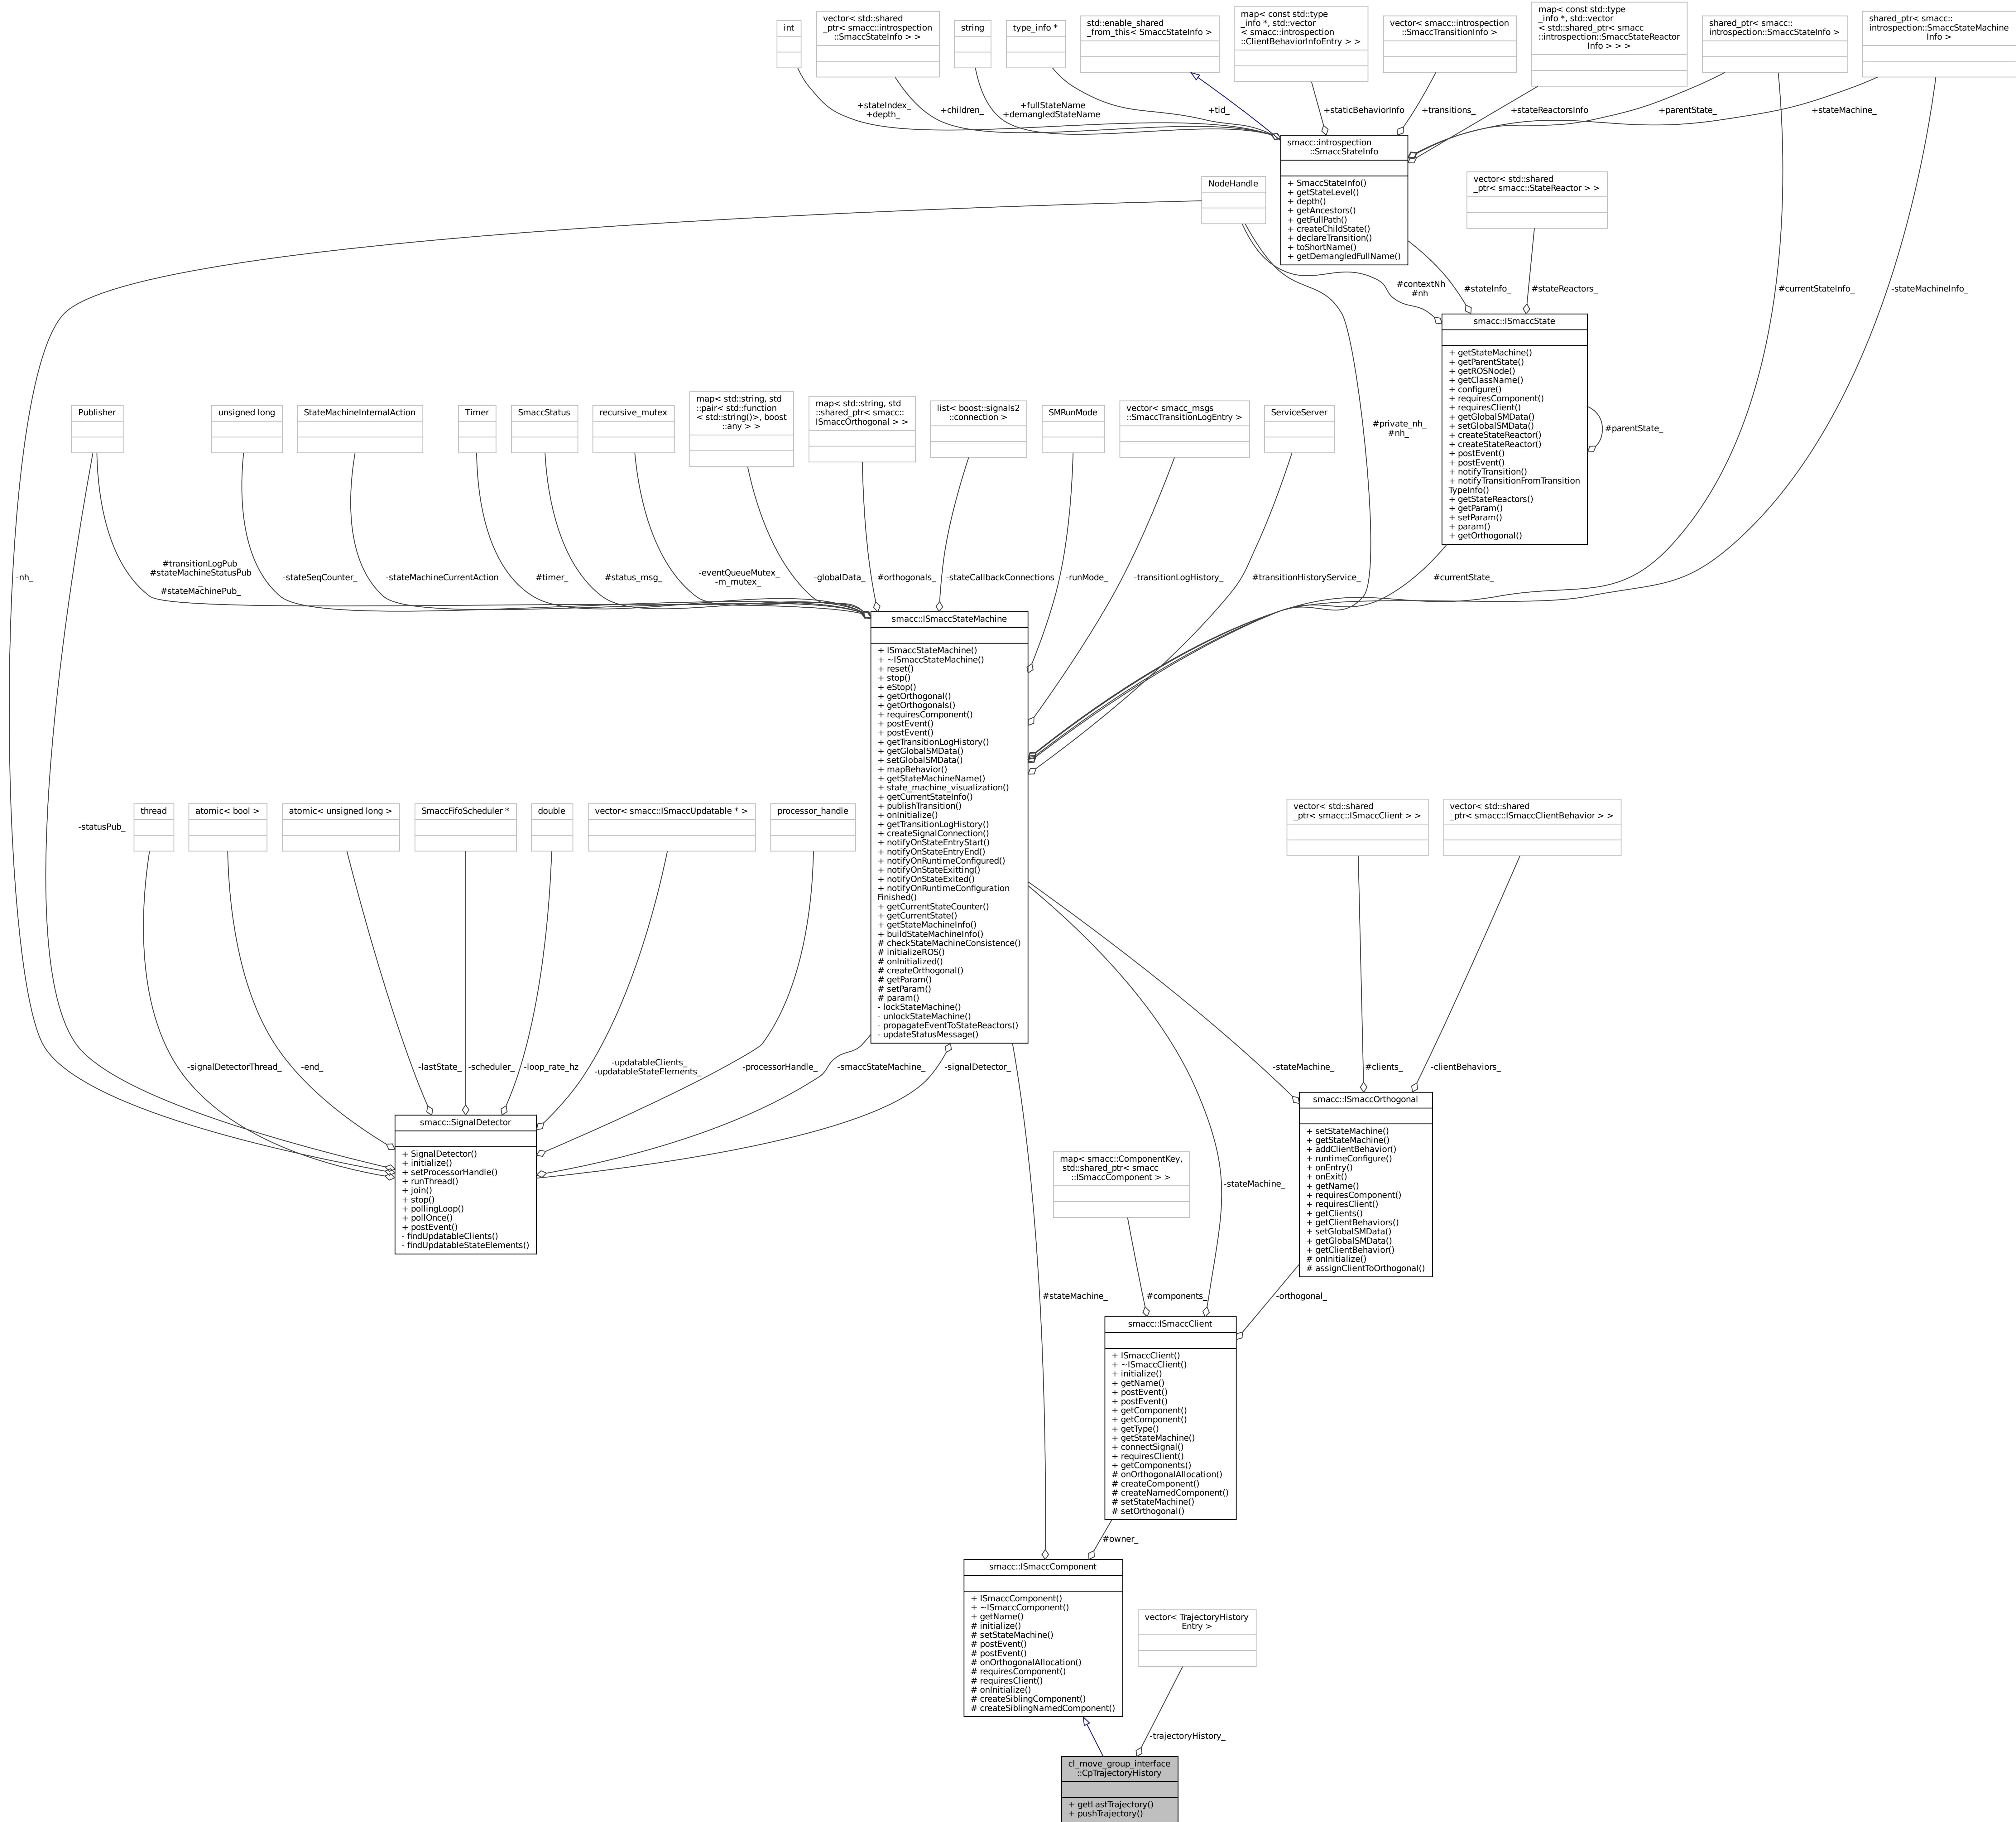 int
vector< std::shared
_ptr< smacc::introspection
::SmaccStateInfo > >
string
type_info *
std::enable_shared
_from_this< SmaccStateInfo >
map< const std::type
_info *, std::vector
< smacc::introspection
::ClientBehaviorInfoEntry > >
vector< smacc::introspection
::SmaccTransitionInfo >
map< const std::type
_info *, std::vector
< std::shared_ptr< smacc
::introspection::SmaccStateReactor
Info > > >
shared_ptr< smacc::
introspection::SmaccStateInfo >
shared_ptr< smacc::
introspection::SmaccStateMachine
Info >
+stateIndex_
+depth_
+children_
+fullStateName
+demangledStateName
+tid_
+staticBehaviorInfo
+transitions_
+stateReactorsInfo
+parentState_
+stateMachine_
smacc::introspection
::SmaccStateInfo
+ SmaccStateInfo()
+ getStateLevel()
+ depth()
+ getAncestors()
+ getFullPath()
+ createChildState()
+ declareTransition()
+ toShortName()
+ getDemangledFullName()
NodeHandle
vector< std::shared
_ptr< smacc::StateReactor > >
#contextNh
#nh
#stateInfo_
#stateReactors_
#currentStateInfo_
-stateMachineInfo_
smacc::ISmaccState
+ getStateMachine()
+ getParentState()
+ getROSNode()
+ getClassName()
+ configure()
+ requiresComponent()
+ requiresClient()
+ getGlobalSMData()
+ setGlobalSMData()
+ createStateReactor()
+ createStateReactor()
+ postEvent()
+ postEvent()
+ notifyTransition()
+ notifyTransitionFromTransition
TypeInfo()
+ getStateReactors()
+ getParam()
+ setParam()
+ param()
+ getOrthogonal()
#parentState_
Publisher
unsigned long
StateMachineInternalAction
Timer
SmaccStatus
recursive_mutex
map< std::string, std
::pair< std::function
< std::string()>, boost
::any > >
map< std::string, std
::shared_ptr< smacc::
ISmaccOrthogonal > >
list< boost::signals2
::connection >
SMRunMode
vector< smacc_msgs
::SmaccTransitionLogEntry >
ServiceServer
#private_nh_
#nh_
-nh_
#transitionLogPub_
#stateMachineStatusPub
_
#stateMachinePub_
-stateSeqCounter_
-stateMachineCurrentAction
#timer_
#status_msg_
-eventQueueMutex_
-m_mutex_
-globalData_
#orthogonals_
-stateCallbackConnections
-runMode_
-transitionLogHistory_
#transitionHistoryService_
#currentState_
smacc::ISmaccStateMachine
+ ISmaccStateMachine()
+ ~ISmaccStateMachine()
+ reset()
+ stop()
+ eStop()
+ getOrthogonal()
+ getOrthogonals()
+ requiresComponent()
+ postEvent()
+ postEvent()
+ getTransitionLogHistory()
+ getGlobalSMData()
+ setGlobalSMData()
+ mapBehavior()
+ getStateMachineName()
+ state_machine_visualization()
+ getCurrentStateInfo()
+ publishTransition()
+ onInitialize()
+ getTransitionLogHistory()
+ createSignalConnection()
+ notifyOnStateEntryStart()
+ notifyOnStateEntryEnd()
+ notifyOnRuntimeConfigured()
+ notifyOnStateExitting()
+ notifyOnStateExited()
+ notifyOnRuntimeConfiguration
Finished()
+ getCurrentStateCounter()
+ getCurrentState()
+ getStateMachineInfo()
+ buildStateMachineInfo()
# checkStateMachineConsistence()
# initializeROS()
# onInitialized()
# createOrthogonal()
# getParam()
# setParam()
# param()
- lockStateMachine()
- unlockStateMachine()
- propagateEventToStateReactors()
- updateStatusMessage()
-statusPub_
thread
atomic< bool >
atomic< unsigned long >
SmaccFifoScheduler *
double
vector< smacc::ISmaccUpdatable * >
processor_handle
vector< std::shared
_ptr< smacc::ISmaccClient > >
vector< std::shared
_ptr< smacc::ISmaccClientBehavior > >
-signalDetectorThread_
-end_
-lastState_
-scheduler_
-loop_rate_hz
-updatableClients_
-updatableStateElements_
-processorHandle_
-smaccStateMachine_
-signalDetector_
-stateMachine_
#clients_
-clientBehaviors_
smacc::SignalDetector
+ SignalDetector()
+ initialize()
+ setProcessorHandle()
+ runThread()
+ join()
+ stop()
+ pollingLoop()
+ pollOnce()
+ postEvent()
- findUpdatableClients()
- findUpdatableStateElements()
smacc::ISmaccOrthogonal
+ setStateMachine()
+ getStateMachine()
+ addClientBehavior()
+ runtimeConfigure()
+ onEntry()
+ onExit()
+ getName()
+ requiresComponent()
+ requiresClient()
+ getClients()
+ getClientBehaviors()
+ setGlobalSMData()
+ getGlobalSMData()
+ getClientBehavior()
# onInitialize()
# assignClientToOrthogonal()
map< smacc::ComponentKey,
std::shared_ptr< smacc
::ISmaccComponent > >
-stateMachine_
#stateMachine_
#components_
-orthogonal_
smacc::ISmaccClient
+ ISmaccClient()
+ ~ISmaccClient()
+ initialize()
+ getName()
+ postEvent()
+ postEvent()
+ getComponent()
+ getComponent()
+ getType()
+ getStateMachine()
+ connectSignal()
+ requiresClient()
+ getComponents()
# onOrthogonalAllocation()
# createComponent()
# createNamedComponent()
# setStateMachine()
# setOrthogonal()
#owner_
smacc::ISmaccComponent
+ ISmaccComponent()
+ ~ISmaccComponent()
+ getName()
# initialize()
# setStateMachine()
# postEvent()
# postEvent()
# onOrthogonalAllocation()
# requiresComponent()
# requiresClient()
# onInitialize()
# createSiblingComponent()
# createSiblingNamedComponent()
vector< TrajectoryHistory
Entry >
-trajectoryHistory_
cl_move_group_interface
::CpTrajectoryHistory
+ getLastTrajectory()
+ pushTrajectory()